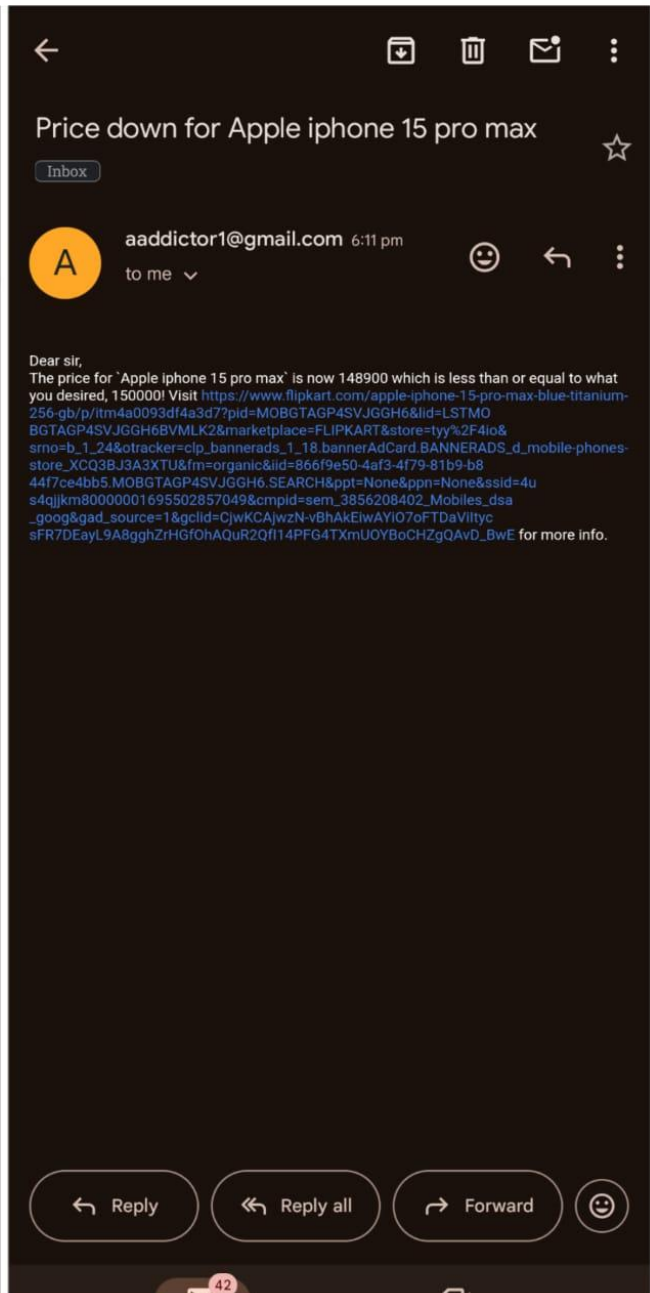 Price down for Apple iphone 15 pro max
Inbox
A
aaddictor1@gmail.com 6:11 pm
to me
Dear sir,
The price for `Apple iphone 15 pro max` is now 148900 which is less than or equal to what
you desired, 150000! Visit https://www.flipkart.com/apple-iphone-15-pro-max-blue-titanium-
256-gb/p/itm4a0093df4a3d7?pid=MOBGTAGP4SVJGGH6&lid=LSTMO
BGTAGP4SVJGGH6BVMLK2&marketplace=FLIPKART&store=tyy%2F4io&
srno=b_1_24&otracker=clp_bannerads_1_18.bannerAdCard.BANNERADS_d_mobile-phones-
store_XCQ3BJ3A3XTU&fm=organic&iid=866f9e50-4af3-4f79-81b9-b8
44f7ce4bb5.MOBGTAGP4SVJGGH6.SEARCH&ppt=None&ppn=None&ssid=4u
s4qjjkm80000001695502857049&cmpid=sem_3856208402_Mobiles_dsa
_goog&gad_source=1&gclid=CjwKCAjwzN-vBhAkEiwAYiO7oFTDaViltyc
sFR7DEayL9A8gghZrHGfOhAQuR2QfI14PFG4TXmUOYBoCHZgQAvD_BwE for more info.
Reply
Reply all
Forward
42